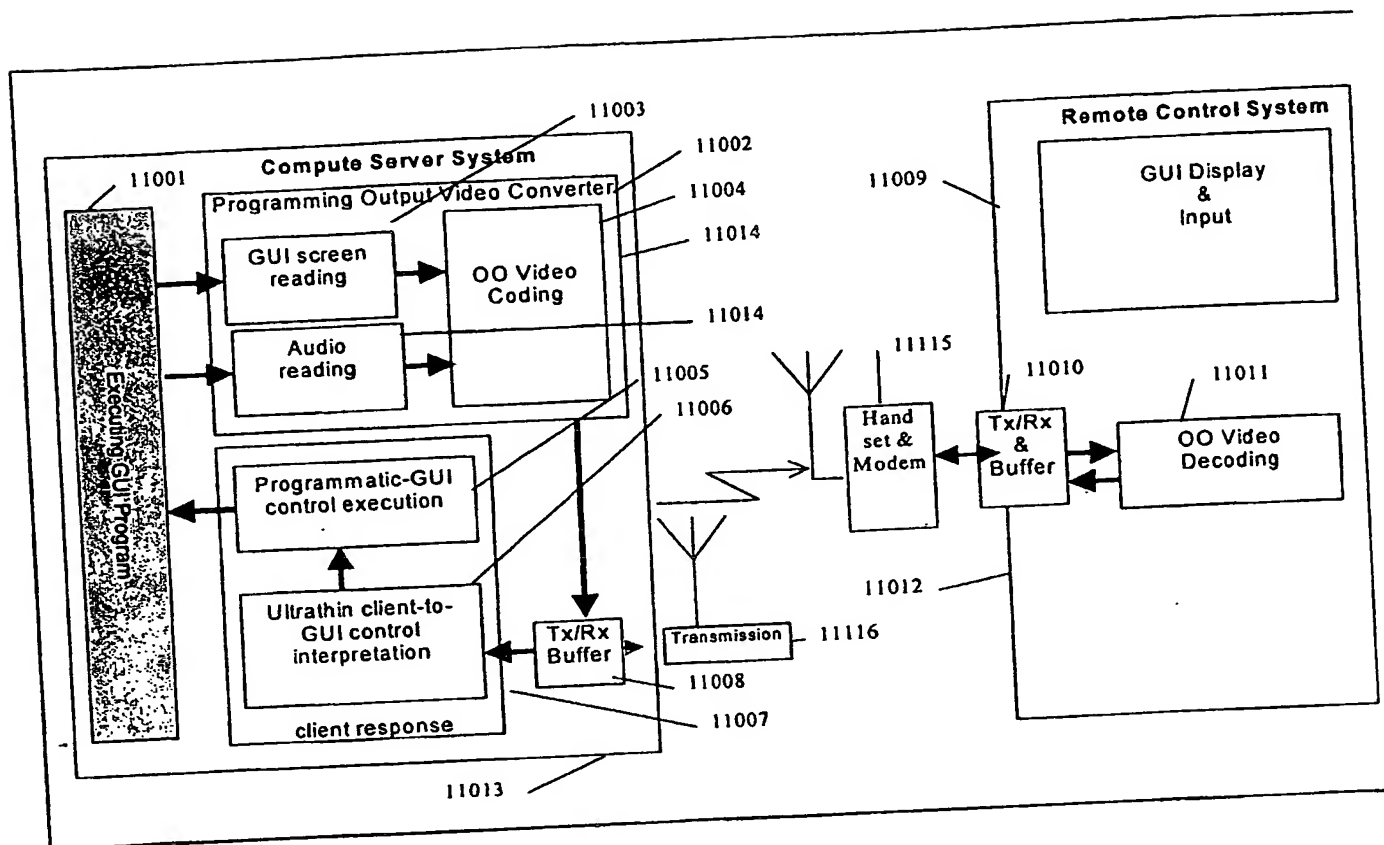 Compute Server System
11001
11003
11002
11004
11014
Programming Output Video Converter
GUI screen
reading
OO Video
Coding
Audio
reading
11014
11005
11006
Executing GUI Program
Programmatic-GUI
control execution
Ultrathin client-to-
GUI control
interpretation
client response
Tx/Rx
Buffer
11008
11007
11013
Transmission
11116
11115
Hand
set &
Modem
Remote Control System
11009
GUI Display
&
Input
11010
Tx/Rx
&
Buffer
11011
OO Video
Decoding
11012